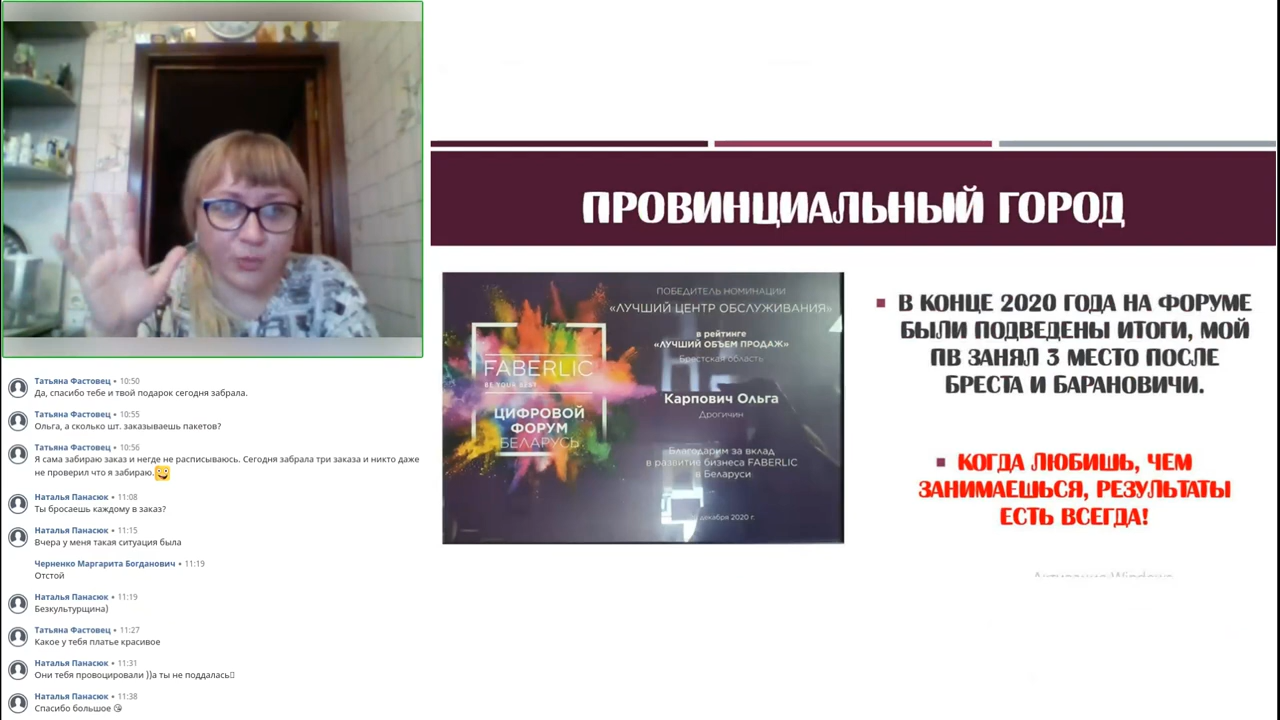 Татьяна Фастовец • 10:50
Да, спасибо тебе и твой подарок сегодня забрала.
Татьяна Фастовец • 10:55
Ольга, а сколько шт. заказываешь пакетов?
Татьяна Фастовец • 10:56
Я сама забираю заказ и негде не расписываюсь. Сегодня забрала три заказа и никто даже
не проверил что я забираю.😜
Наталья Панасюк • 11:08
Ты бросаешь каждому в заказ?
Наталья Панасюк • 11:15
Вчера у меня такая ситуация была
Черненко Маргарита Богданович • 11:19
Отстой
Наталья Панасюк • 11:19
Безкультурщина)
Татьяна Фастовец • 11:27
Какое у тебя платье красивое
Наталья Панасюк • 11:31
Они тебя провоцировали ))а ты не поддалась
Наталья Панасюк • 11:38
Спасибо большое 😘
ПРОВИНЦИАЛЬНЫЙ ГОРОД
FABERLIC
BE YOUR BEST
ЦИФРОВОЙ
ФОРУМ
БЕЛАРУСЬ
ПОБЕДИТЕЛЬ НОМИНАЦИИ
«ЛУЧШИЙ ЦЕНТР ОБСЛУЖИВАНИЯ»
в рейтинге
«ЛУЧШИЙ ОБЪЕМ ПРОДАЖ»
Брестская область
Карпович Ольга
Дрогичин
Благодарим за вклад
в развитие бизнеса FABERLIC
в Беларуси
декабря 2020 г.
В КОНЦЕ 2020 ГОДА НА ФОРУМЕ
БЫЛИ ПОДВЕДЕНЫ ИТОГИ, МОЙ
ПВ ЗАНЯЛ 3 МЕСТО ПОСЛЕ
БРЕСТА И БАРАНОВИЧИ.
КОГДА ЛЮБИШЬ, ЧЕМ
ЗАНИМАЕШЬСЯ, РЕЗУЛЬТАТЫ
ЕСТЬ ВСЕГДА!
Активация Windows